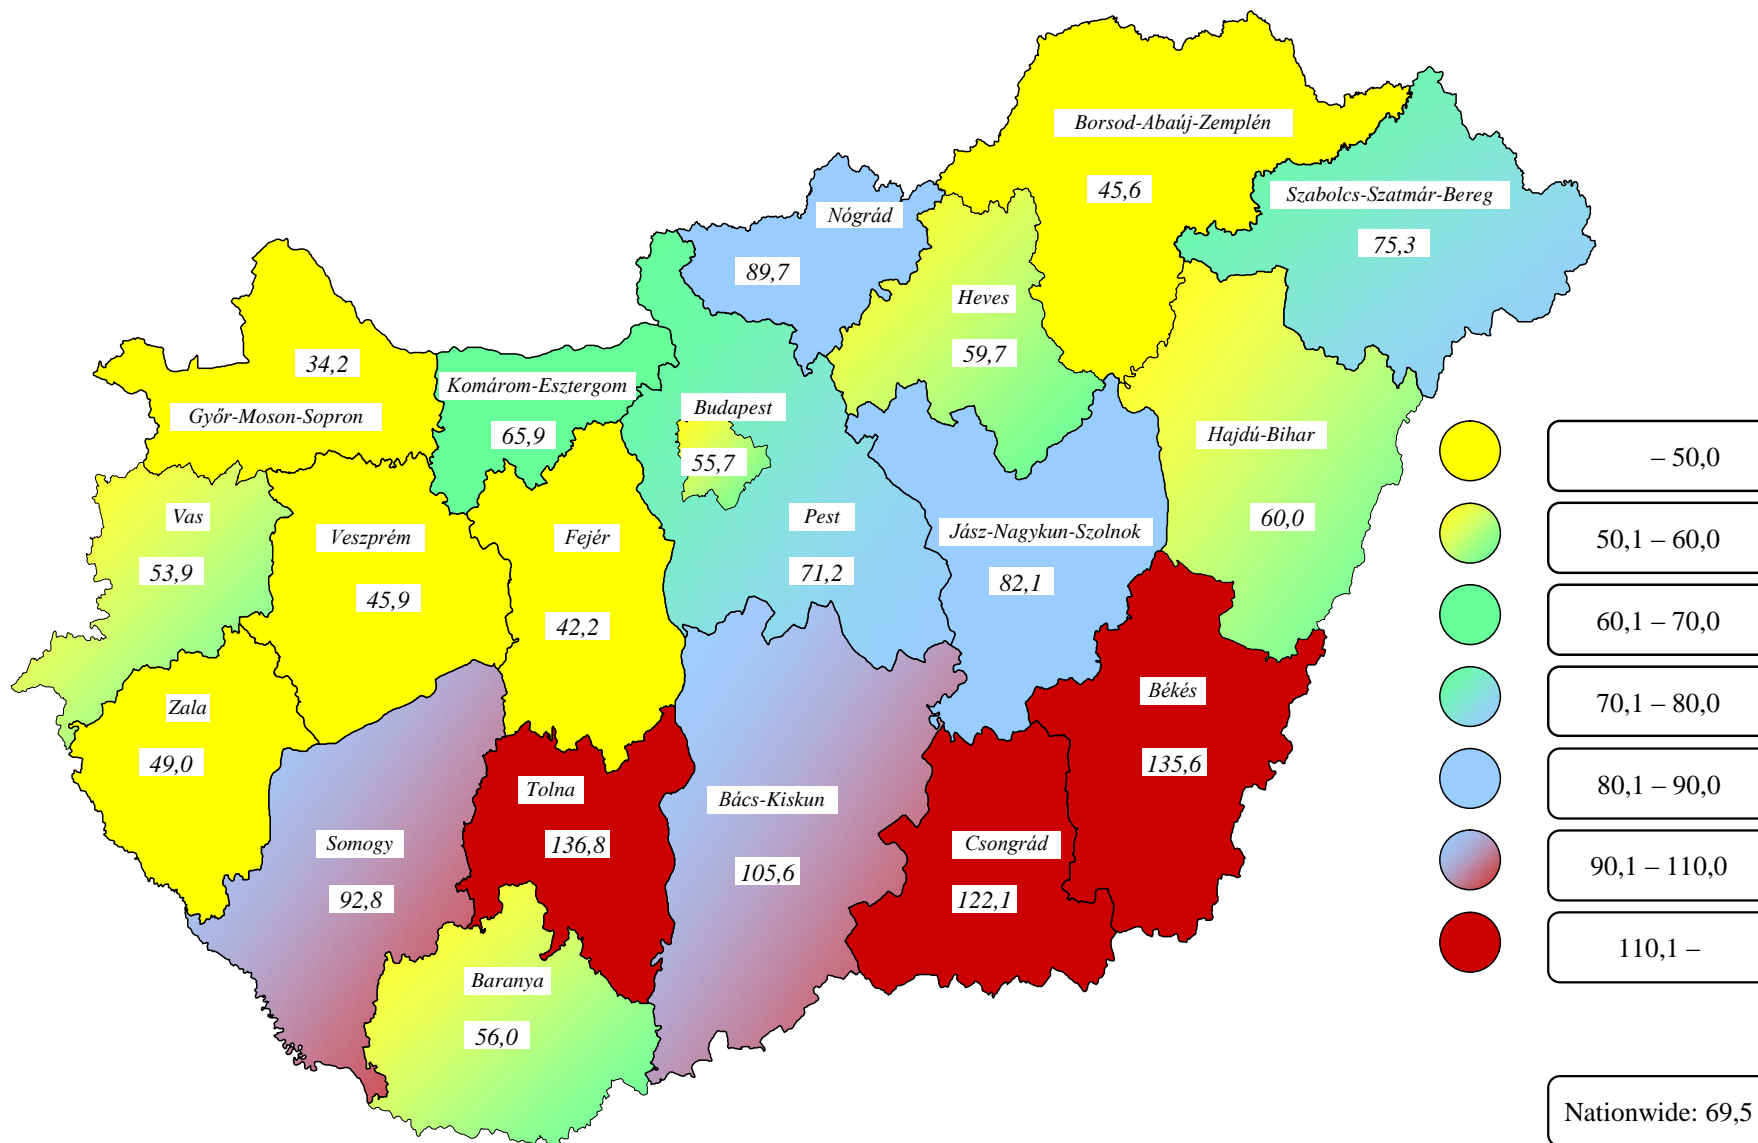 Borsod-Abaúj-Zemplén
45,6
Szabolcs-Szatmár-Bereg
75,3
Nógrád
89,7
Heves
59,7
34,2
Győr-Moson-Sopron
Komárom-Esztergom
65,9
Budapest
55,7
Hajdú-Bihar
60,0
Vas
53,9
Veszprém
45,9
Fejér
42,2
Pest
71,2
Jász-Nagykun-Szolnok
82,1
Zala
49,0
Békés
135,6
Tolna
136,8
Bács-Kiskun
105,6
Somogy
92,8
Csongrád
122,1
Baranya
56,0
– 50,0
50,1 – 60,0
60,1 – 70,0
70,1 – 80,0
80,1 – 90,0
90,1 – 110,0
110,1 –
Nationwide: 69,5